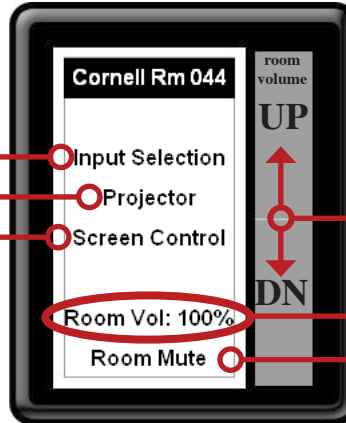 Cornell Rm 044
Input Selection
Projector
Screen Control
Room Vol: 100%
Room Mute
room
volume
UP
DN